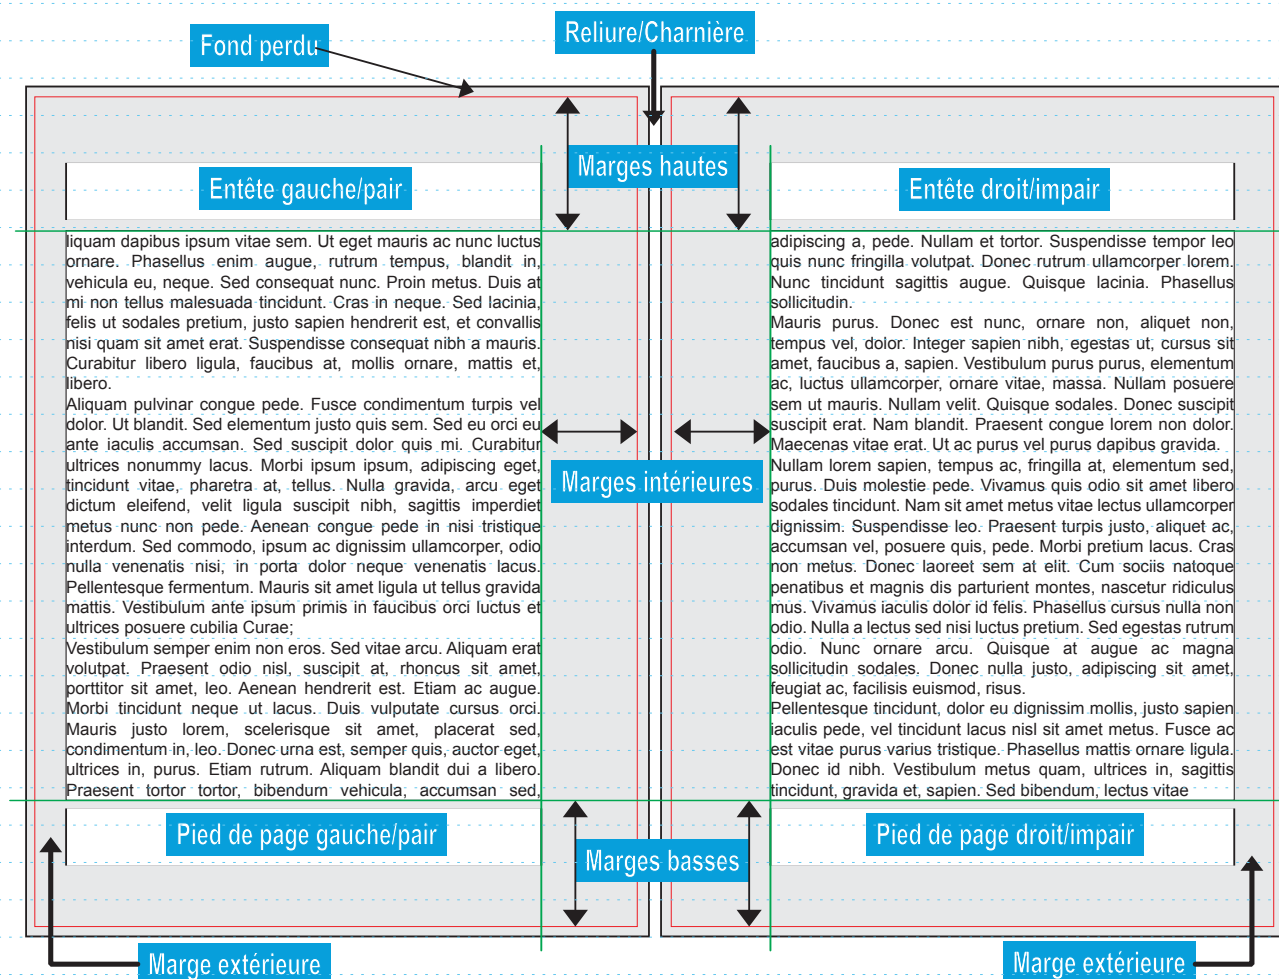 Reliure/Charnière
Fond perdu
Marges hautes
Entête gauche/pair
liquam dapibus ipsum vitae sem. Ut eget mauris ac nunc luctus
ornare. Phasellus enim augue, rutrum tempus, blandit in,
vehicula eu, neque. Sed consequat nunc. Proin metus. Duis at
mi non tellus malesuada tincidunt. Cras in neque. Sed lacinia,
felis ut sodales pretium, justo sapien hendrerit est, et convallis
nisi quam sit amet erat. Suspendisse consequat nibh a mauris.
Curabitur libero ligula, faucibus at, mollis ornare, mattis et,
libero.
Aliquam pulvinar congue pede. Fusce condimentum turpis vel
dolor. Ut blandit. Sed elementum justo quis sem. Sed eu orci eu
ante iaculis accumsan. Sed suscipit dolor quis mi. Curabitur
ultrices nonummy lacus. Morbi ipsum ipsum, adipiscing eget,
tincidunt vitae, pharetra at, tellus. Nulla gravida, arcu eget
dictum eleifend, velit ligula suscipit nibh, sagittis imperdiet
metus nunc non pede. Aenean congue pede in nisi tristique
interdum. Sed commodo, ipsum ac dignissim ullamcorper, odio
nulla venenatis nisi, in porta dolor neque venenatis lacus.
Pellentesque fermentum. Mauris sit amet ligula ut tellus gravida
mattis. Vestibulum ante ipsum primis in faucibus orci luctus et
ultrices posuere cubilia Curae;
Vestibulum semper enim non eros. Sed vitae arcu. Aliquam erat
volutpat. Praesent odio nisl, suscipit at, rhoncus sit amet,
porttitor sit amet, leo. Aenean hendrerit est. Etiam ac augue.
Morbi tincidunt neque ut lacus. Duis vulputate cursus orci.
Mauris justo lorem, scelerisque sit amet, placerat sed,
condimentum in, leo. Donec urna est, semper quis, auctor eget,
ultrices in, purus. Etiam rutrum. Aliquam blandit dui a libero.
Praesent tortor tortor, bibendum vehicula, accumsan sed,
Pied de page gauche/pair
Marge extérieure
Marges intérieures
Marges basses
Entête droit/impair
adipiscing a, pede. Nullam et tortor. Suspendisse tempor leo
quis nunc fringilla volutpat. Donec rutrum ullamcorper lorem.
Nunc tincidunt sagittis augue. Quisque lacinia. Phasellus
sollicitudin.
Mauris purus. Donec est nunc, ornare non, aliquet non,
tempus vel, dolor. Integer sapien nibh, egestas ut, cursus sit
amet, faucibus a, sapien. Vestibulum purus purus, elementum
ac, luctus ullamcorper, ornare vitae, massa. Nullam posuere
sem ut mauris. Nullam velit. Quisque sodales. Donec suscipit
suscipit erat. Nam blandit. Praesent congue lorem non dolor.
Maecenas vitae erat. Ut ac purus vel purus dapibus gravida.
Nullam lorem sapien, tempus ac, fringilla at, elementum sed,
purus. Duis molestie pede. Vivamus quis odio sit amet libero
sodales tincidunt. Nam sit amet metus vitae lectus ullamcorper
dignissim. Suspendisse leo. Praesent turpis justo, aliquet ac,
accumsan vel, posuere quis, pede. Morbi pretium lacus. Cras
non metus. Donec laoreet sem at elit. Cum sociis natoque
penatibus et magnis dis parturient montes, nascetur ridiculus
mus. Vivamus iaculis dolor id felis. Phasellus cursus nulla non
odio. Nulla a lectus sed nisi luctus pretium. Sed egestas rutrum
odio. Nunc ornare arcu. Quisque at augue ac magna
sollicitudin sodales. Donec nulla justo, adipiscing sit amet,
feugiat ac, facilisis euismod, risus.
Pellentesque tincidunt, dolor eu dignissim mollis, justo sapien
iaculis pede, vel tincidunt lacus nisl sit amet metus. Fusce ac
est vitae purus varius tristique. Phasellus mattis ornare ligula.
Donec id nibh. Vestibulum metus quam, ultrices in, sagittis
tincidunt, gravida et, sapien. Sed bibendum, lectus vitae
Pied de page droit/impair
Marge extérieure